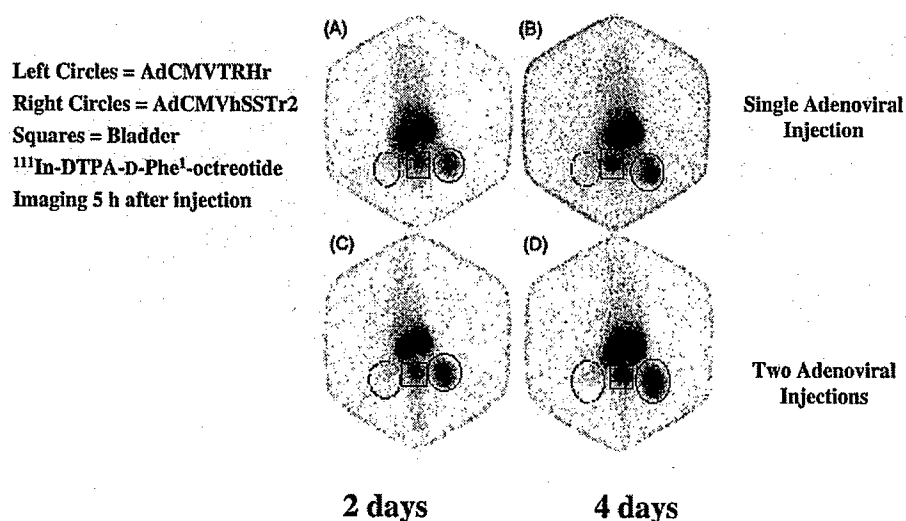 (A)
(B)
Left Circles = AdCMVTRHr
Right Circles = AdCMVhSSTr2
Squares = Bladder
¹¹¹In-DTPA-D-Phe¹-octreotide
Imaging 5 h after injection
Single Adenoviral
Injection
(C)
(D)
Two Adenoviral
Injections
2 days
4 days